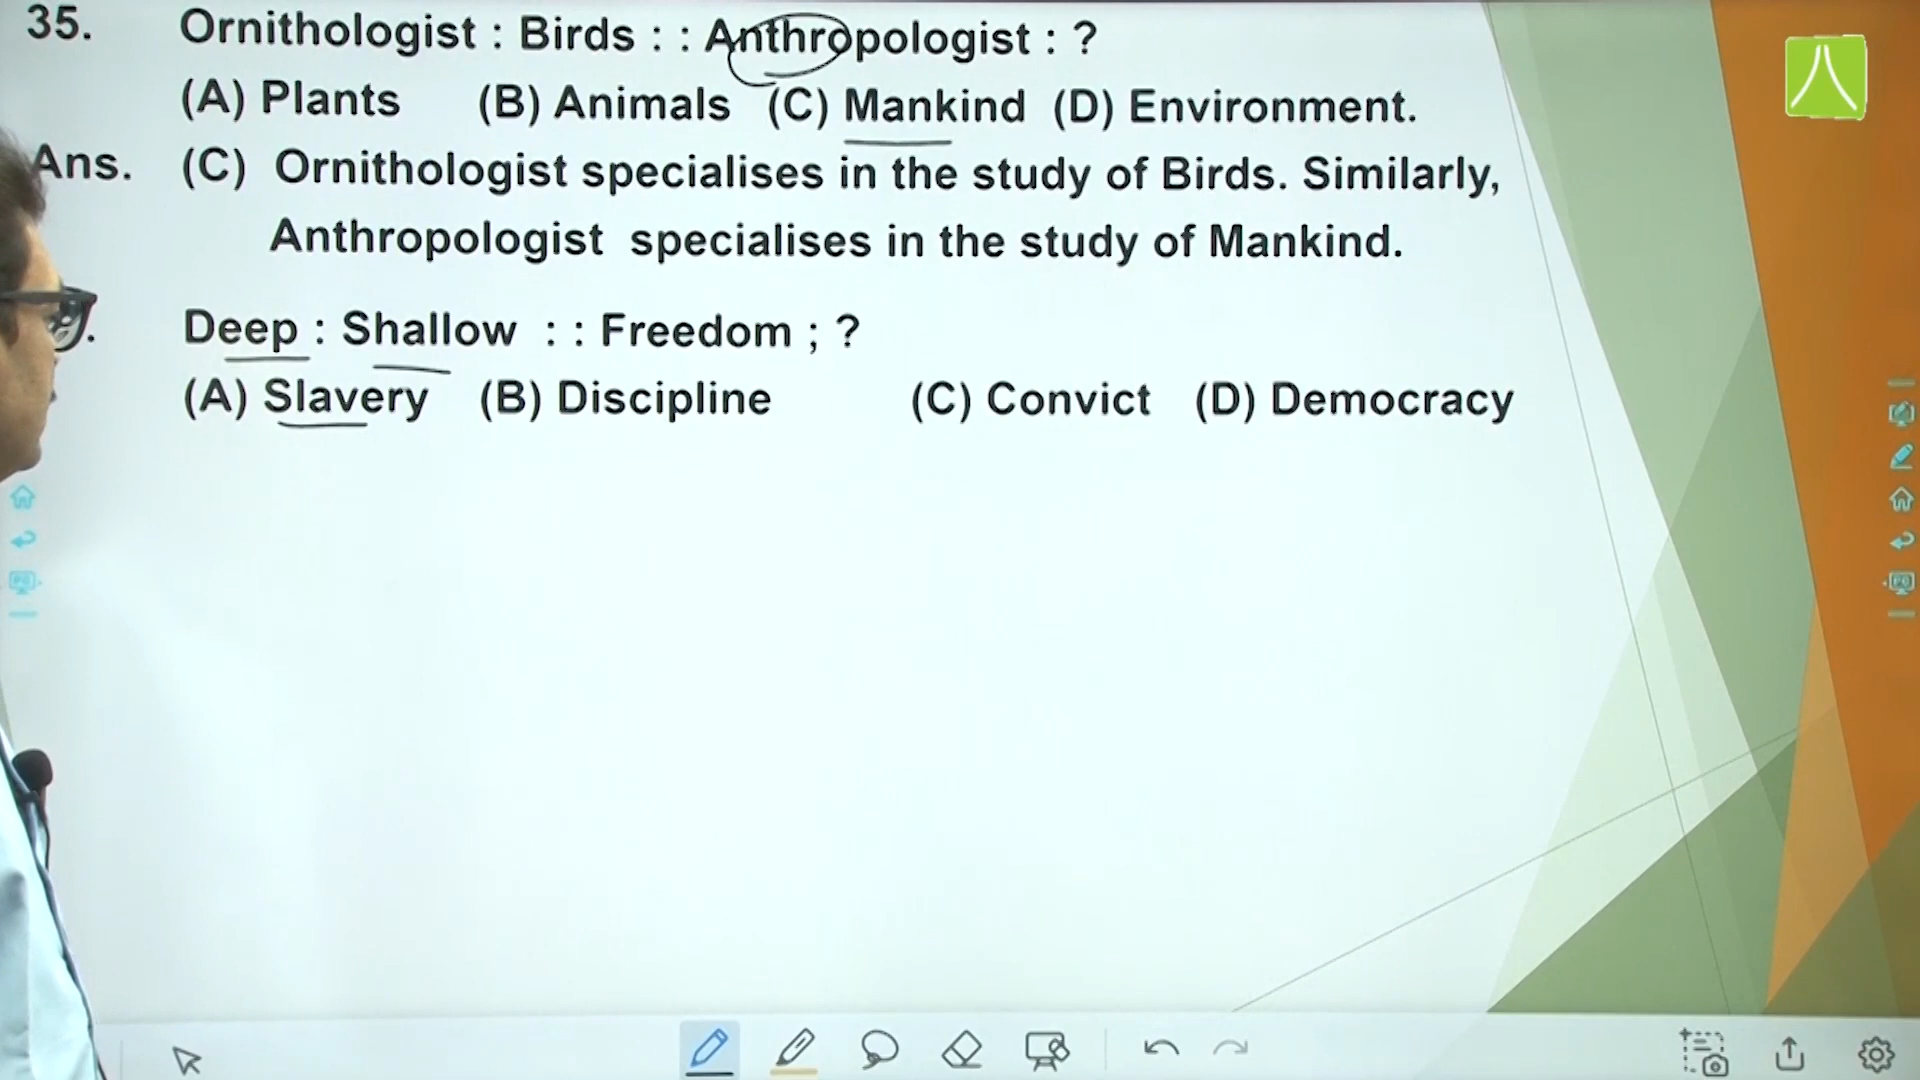 35. Ornithologist : Birds : : Anthropologist : ?
(A) Plants (B) Animals (C) Mankind (D) Environment.
Ans. (C) Ornithologist specialises in the study of Birds. Similarly,
Anthropologist specialises in the study of Mankind.
Deep : Shallow : : Freedom ; ?
(A) Slavery (B) Discipline (C) Convict (D) Democracy